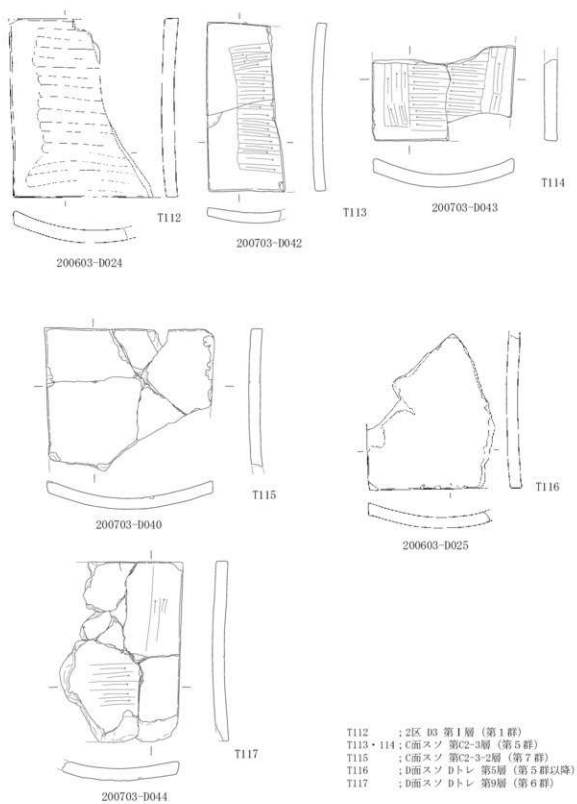 T112
200603-D024
T113
200703-D042
T114
200703-D043
T115
200703-D040
T116
200603-D025
T117
200703-D044
T112 ; 2区 D3 第Ⅰ層 (第1群)
T113・114 ; C面スソ 第C2-3層 (第5群)
T115 ; C面スソ 第C2-3-2層 (第7群)
T116 ; D面スソ Dトレ 第5層 (第5群以降)
T117 ; D面スソ Dトレ 第9層 (第6群)